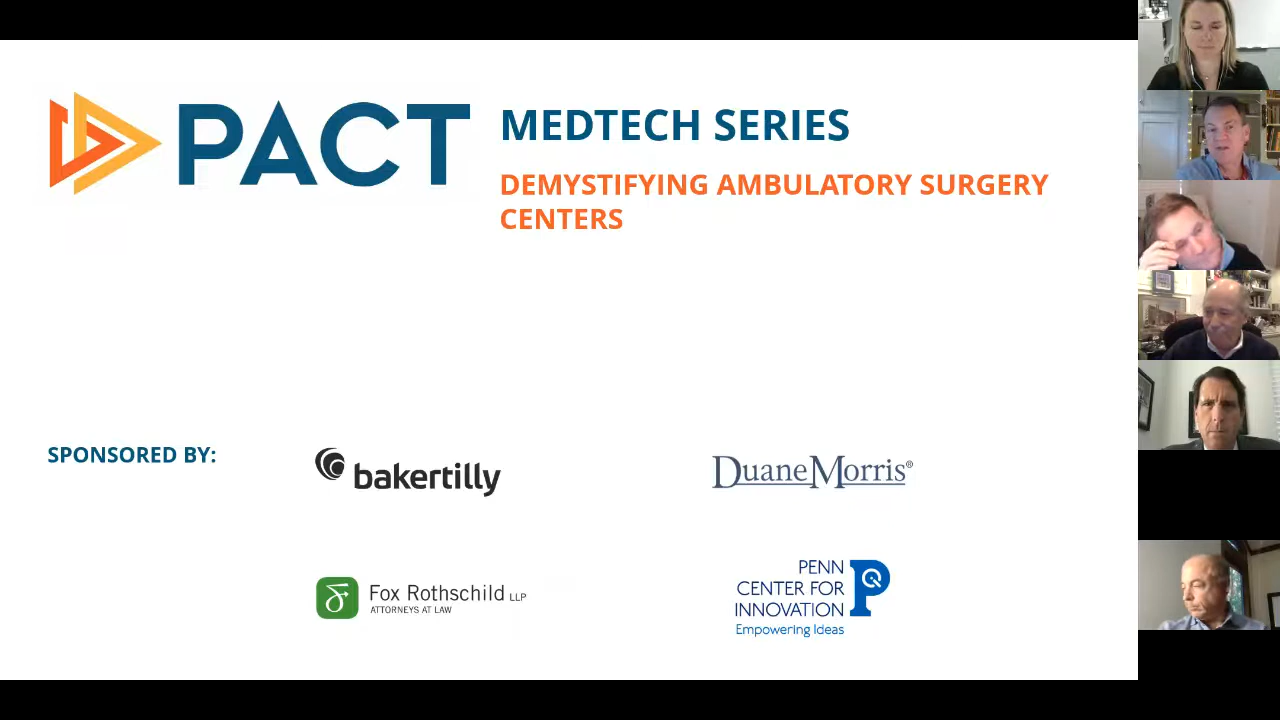 PACT
MEDTECH SERIES
DEMYSTIFYING AMBULATORY SURGERY
CENTERS
SPONSORED BY:
bakertilly
DuaneMorris®
Fox Rothschild LLP
ATTORNEYS AT LAW
PENN
CENTER FOR
INNOVATION
Empowering Ideas